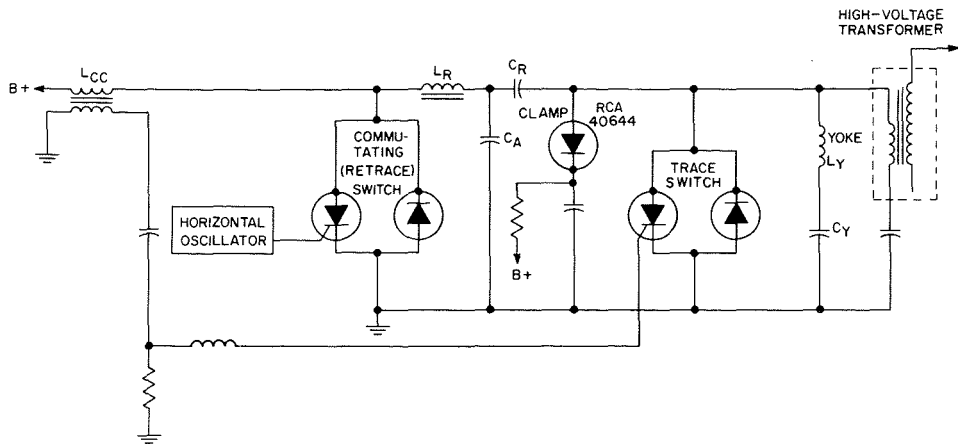 HIGH-VOLTAGE
TRANSFORMER
B+
LCC
LR
CR
CLAMP
RCA
40644
CA
COMMU-
TATING
(RETRACE)
SWITCH
TRACE
SWITCH
YOKE
LY
HORIZONTAL
OSCILLATOR
CY
B+